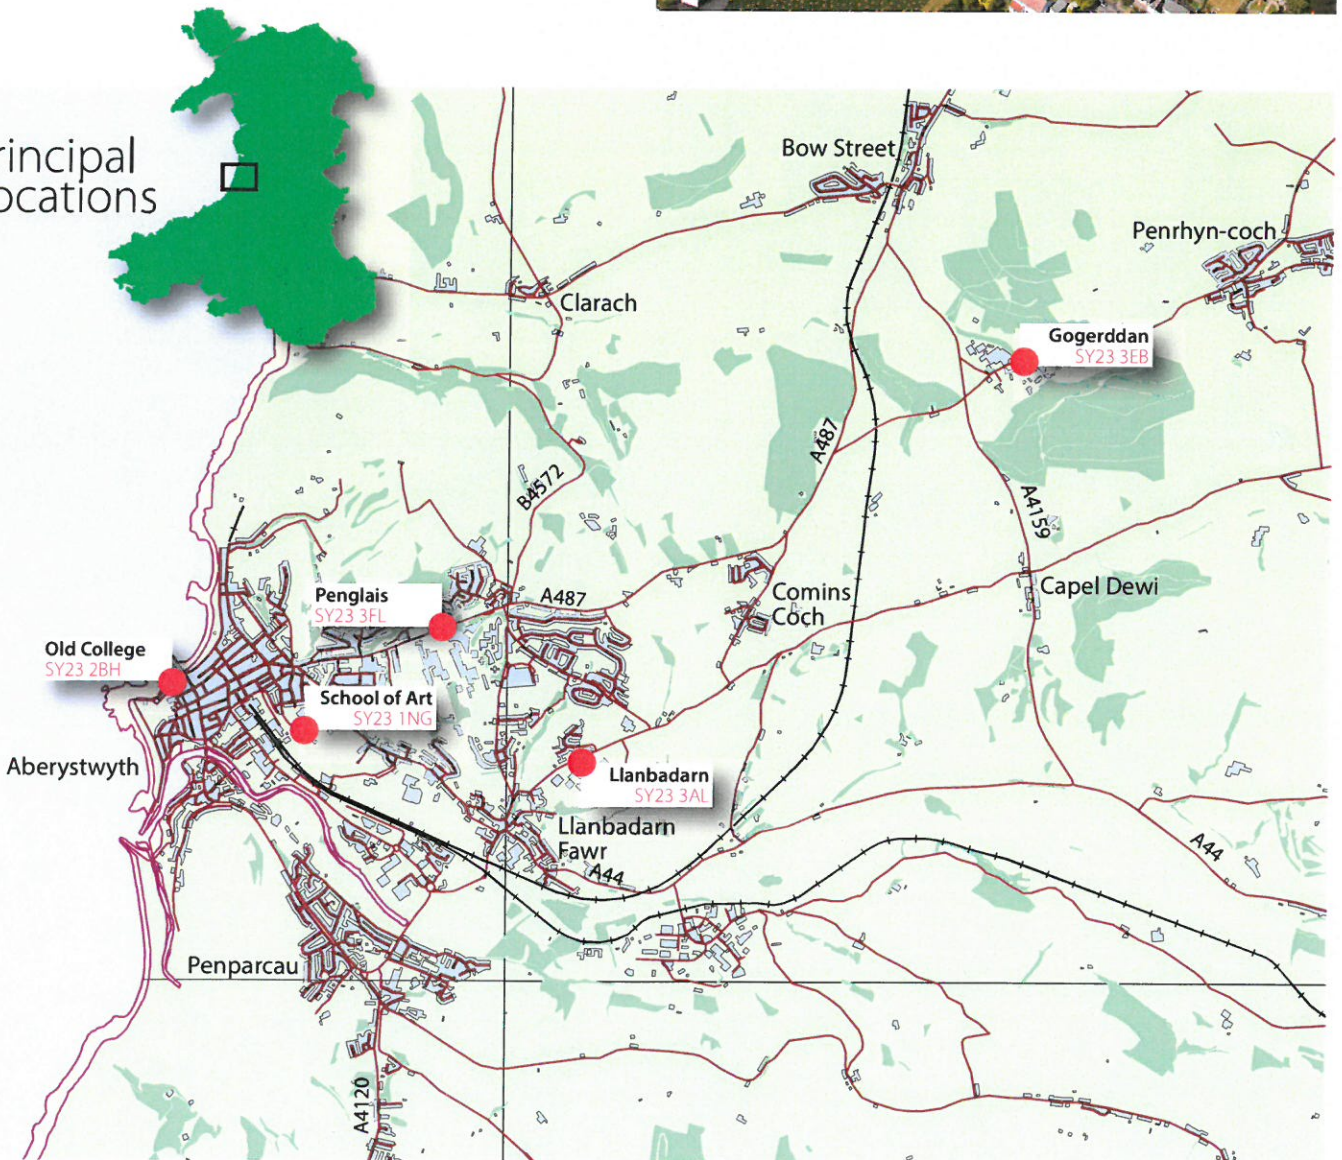 rincipal
ocations
Bow Street
Penrhyn-coch
Clarach
Gogerddan
SY23 3EB
A487
B4572
A4159
Penglais
SY23 3FL
A487
Comins
Coch
Capel Dewi
Old College
SY23 2BH
School of Art
SY23 1NG
Aberystwyth
Llanbadarn
SY23 3AL
Llanbadarn
Fawr
A44
A44
Penparcau
A4120